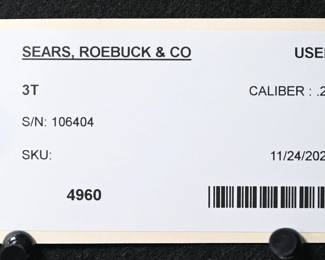 SEARS, ROEBUCK & CO USE
3T CALIBER : .2
S/N: 106404
SKU: 11/24/202
4960